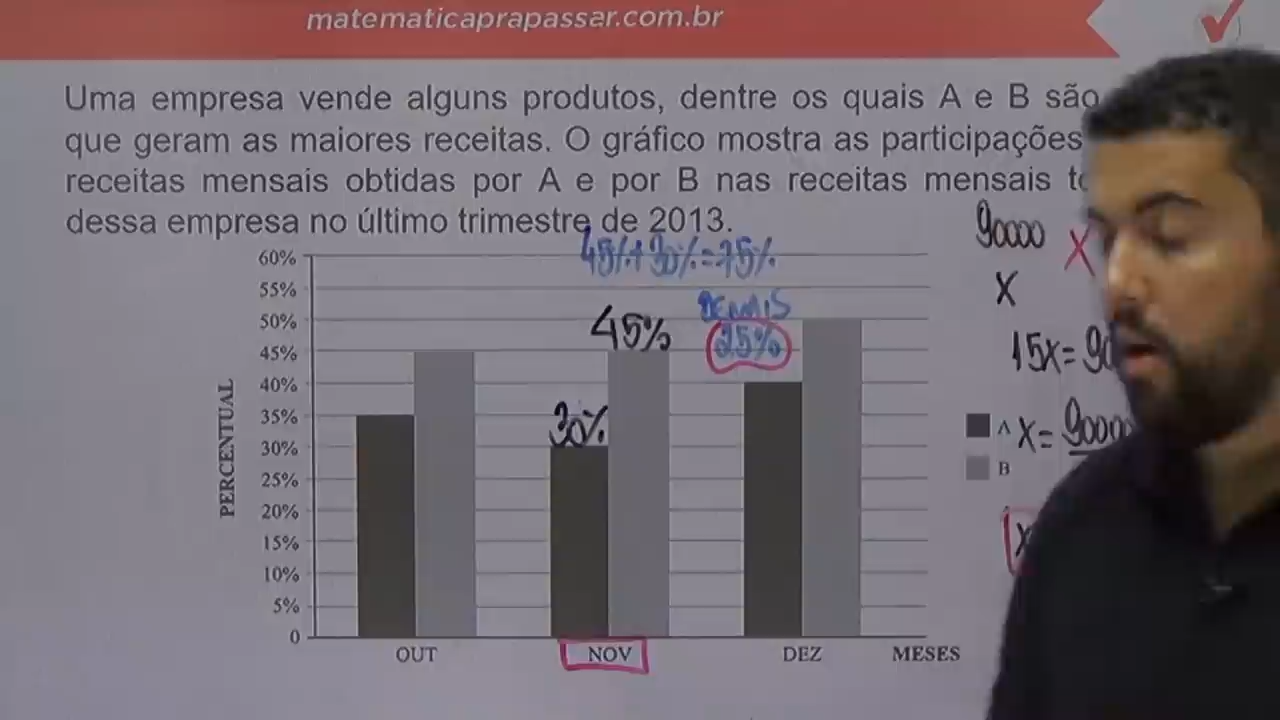 matematicaprapassar.com.br
Uma empresa vende alguns produtos, dentre os quais A e B são
que geram as maiores receitas. O gráfico mostra as participações
receitas mensais obtidas por A e por B nas receitas mensais
dessa empresa no último trimestre de 2013.
45%+30%=75%
60%
55%
50%
45%
40%
35%
30%
25%
20%
15%
10%
5%
0
PERCENTUAL
45%
30%
DEMAIS
25%
OUT
NOV
DEZ
MESES
A
B
90000
X
X
15X=90
X=90000
X